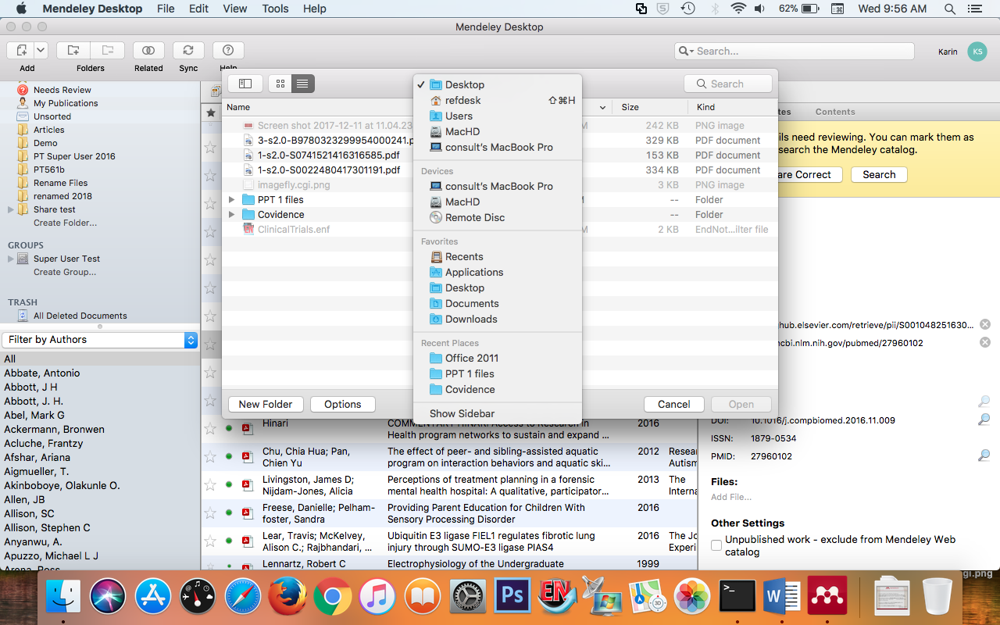 Mendeley Desktop File Edit View Tools Help 62% Wed 9:56 AM
Mendeley Desktop
Search... Karin KS
Add Folders Related Sync Help
Needs Review
My Publications
Unsorted
Articles
Demo
PT Super User 2016
PT561b
Rename Files
renamed 2018
Share test
Create Folder...
GROUPS
Super User Test
Create Group...
TRASH
All Deleted Documents
Filter by Authors
All
Abbate, Antonio
Abbott, J H
Abbott, J. H.
Abel, Mark G
Ackermann, Bronwen
Acluche, Frantzy
Afshar, Ariana
Aigmueller, T.
Akinboboye, Olakunle O.
Allen, JB
Allison, SC
Allison, Stephen C
Anyanwu, A.
Apuzzo, Michael L J
Arena, Ross
Search
Name Size Kind
Screen shot 2017-12-11 at 11.04.23 M 242 KB PNG image
3-s2.0-B9780323299954000241.p 329 KB PDF document
1-s2.0-S0741521416316585.pdf 153 KB PDF document
1-s2.0-S0022480417301191.pdf 334 KB PDF document
imagefly.cgi.png 3 KB PNG image
PPT 1 files M -- Folder
Covidence -- Folder
ClinicalTrials.enf M 2 KB EndNot...ilter file
New Folder Options Cancel Open
✓ Desktop
refdesk ⇧⌘H
Users
MacHD
consult's MacBook Pro
Devices
consult's MacBook Pro
MacHD
Remote Disc
Favorites
Recents
Applications
Desktop
Documents
Downloads
Recent Places
Office 2011
PPT 1 files
Covidence
Show Sidebar
Hinari COMMENTARY HINARI: Access to Research in 2016
Health program networks to sustain and expand ...
Chu, Chia Hua; Pan, The effect of peer- and sibling-assisted aquatic 2012 Resear
Chien Yu program on interaction behaviors and aquatic ski... Autism
Livingston, James D; Perceptions of treatment planning in a forensic 2013 The
Nijdam-Jones, Alicia mental health hospital: A qualitative, participator... Interna
Freese, Danielle; Pelham- Providing Parent Education for Children With 2016
foster, Sandra Sensory Processing Disorder
Lear, Travis; McKelvey, Ubiquitin E3 ligase FIEL1 regulates fibrotic lung 2016 The Jo
Alison C.; Rajbhandari, ... injury through SUMO-E3 ligase PIAS4 Experi
Lennartz, Robert C Electrophysiology of the Undergraduate 1999
tes Contents
ils need reviewing. You can mark them as
search the Mendeley catalog.
are Correct Search
hub.elsevier.com/retrieve/pii/S001048251630...
ncbi.nlm.nih.gov/pubmed/27960102
DOI: 10.1016/j.compbiomed.2016.11.009
ISSN: 1879-0534
PMID: 27960102
Files:
Add File...
Other Settings
Unpublished work - exclude from Mendeley Web
catalog
gi.png
Ps EN 3D W